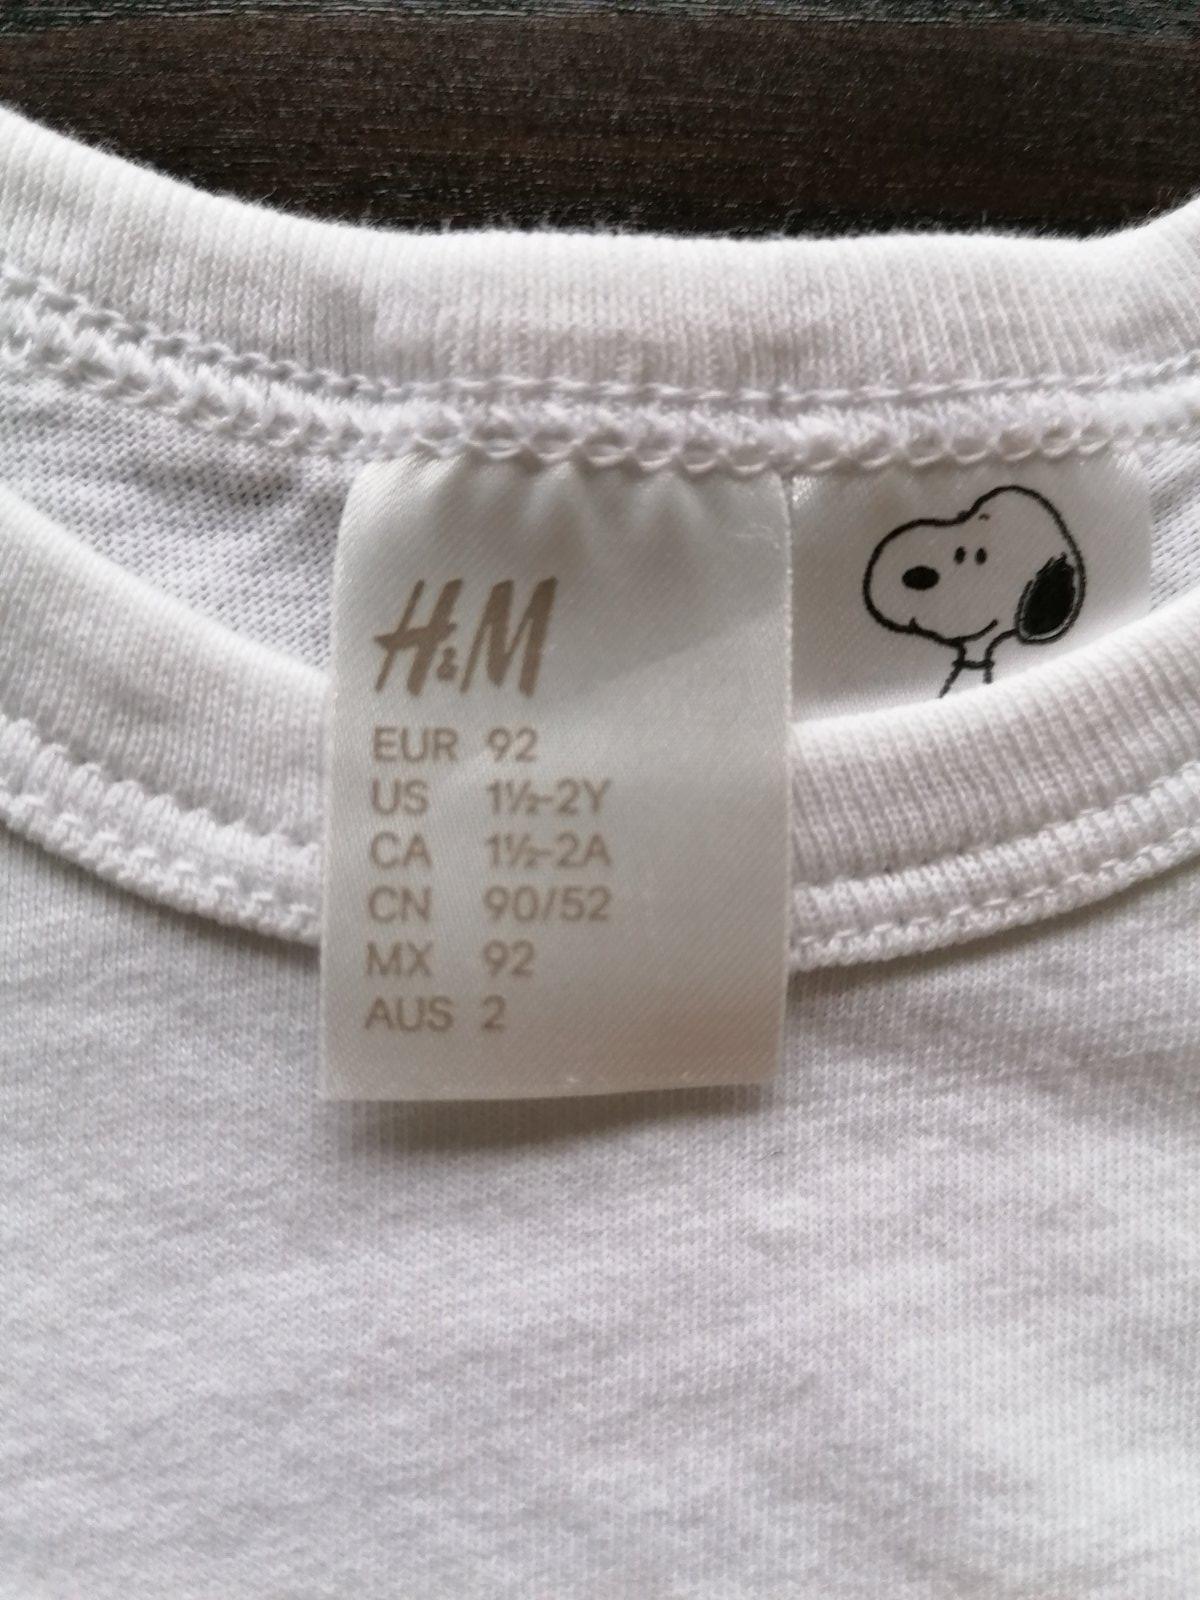 H&M
EUR 92
US 1½-2Y
CA 1½-2A
CN 90/52
MX 92
AUS 2